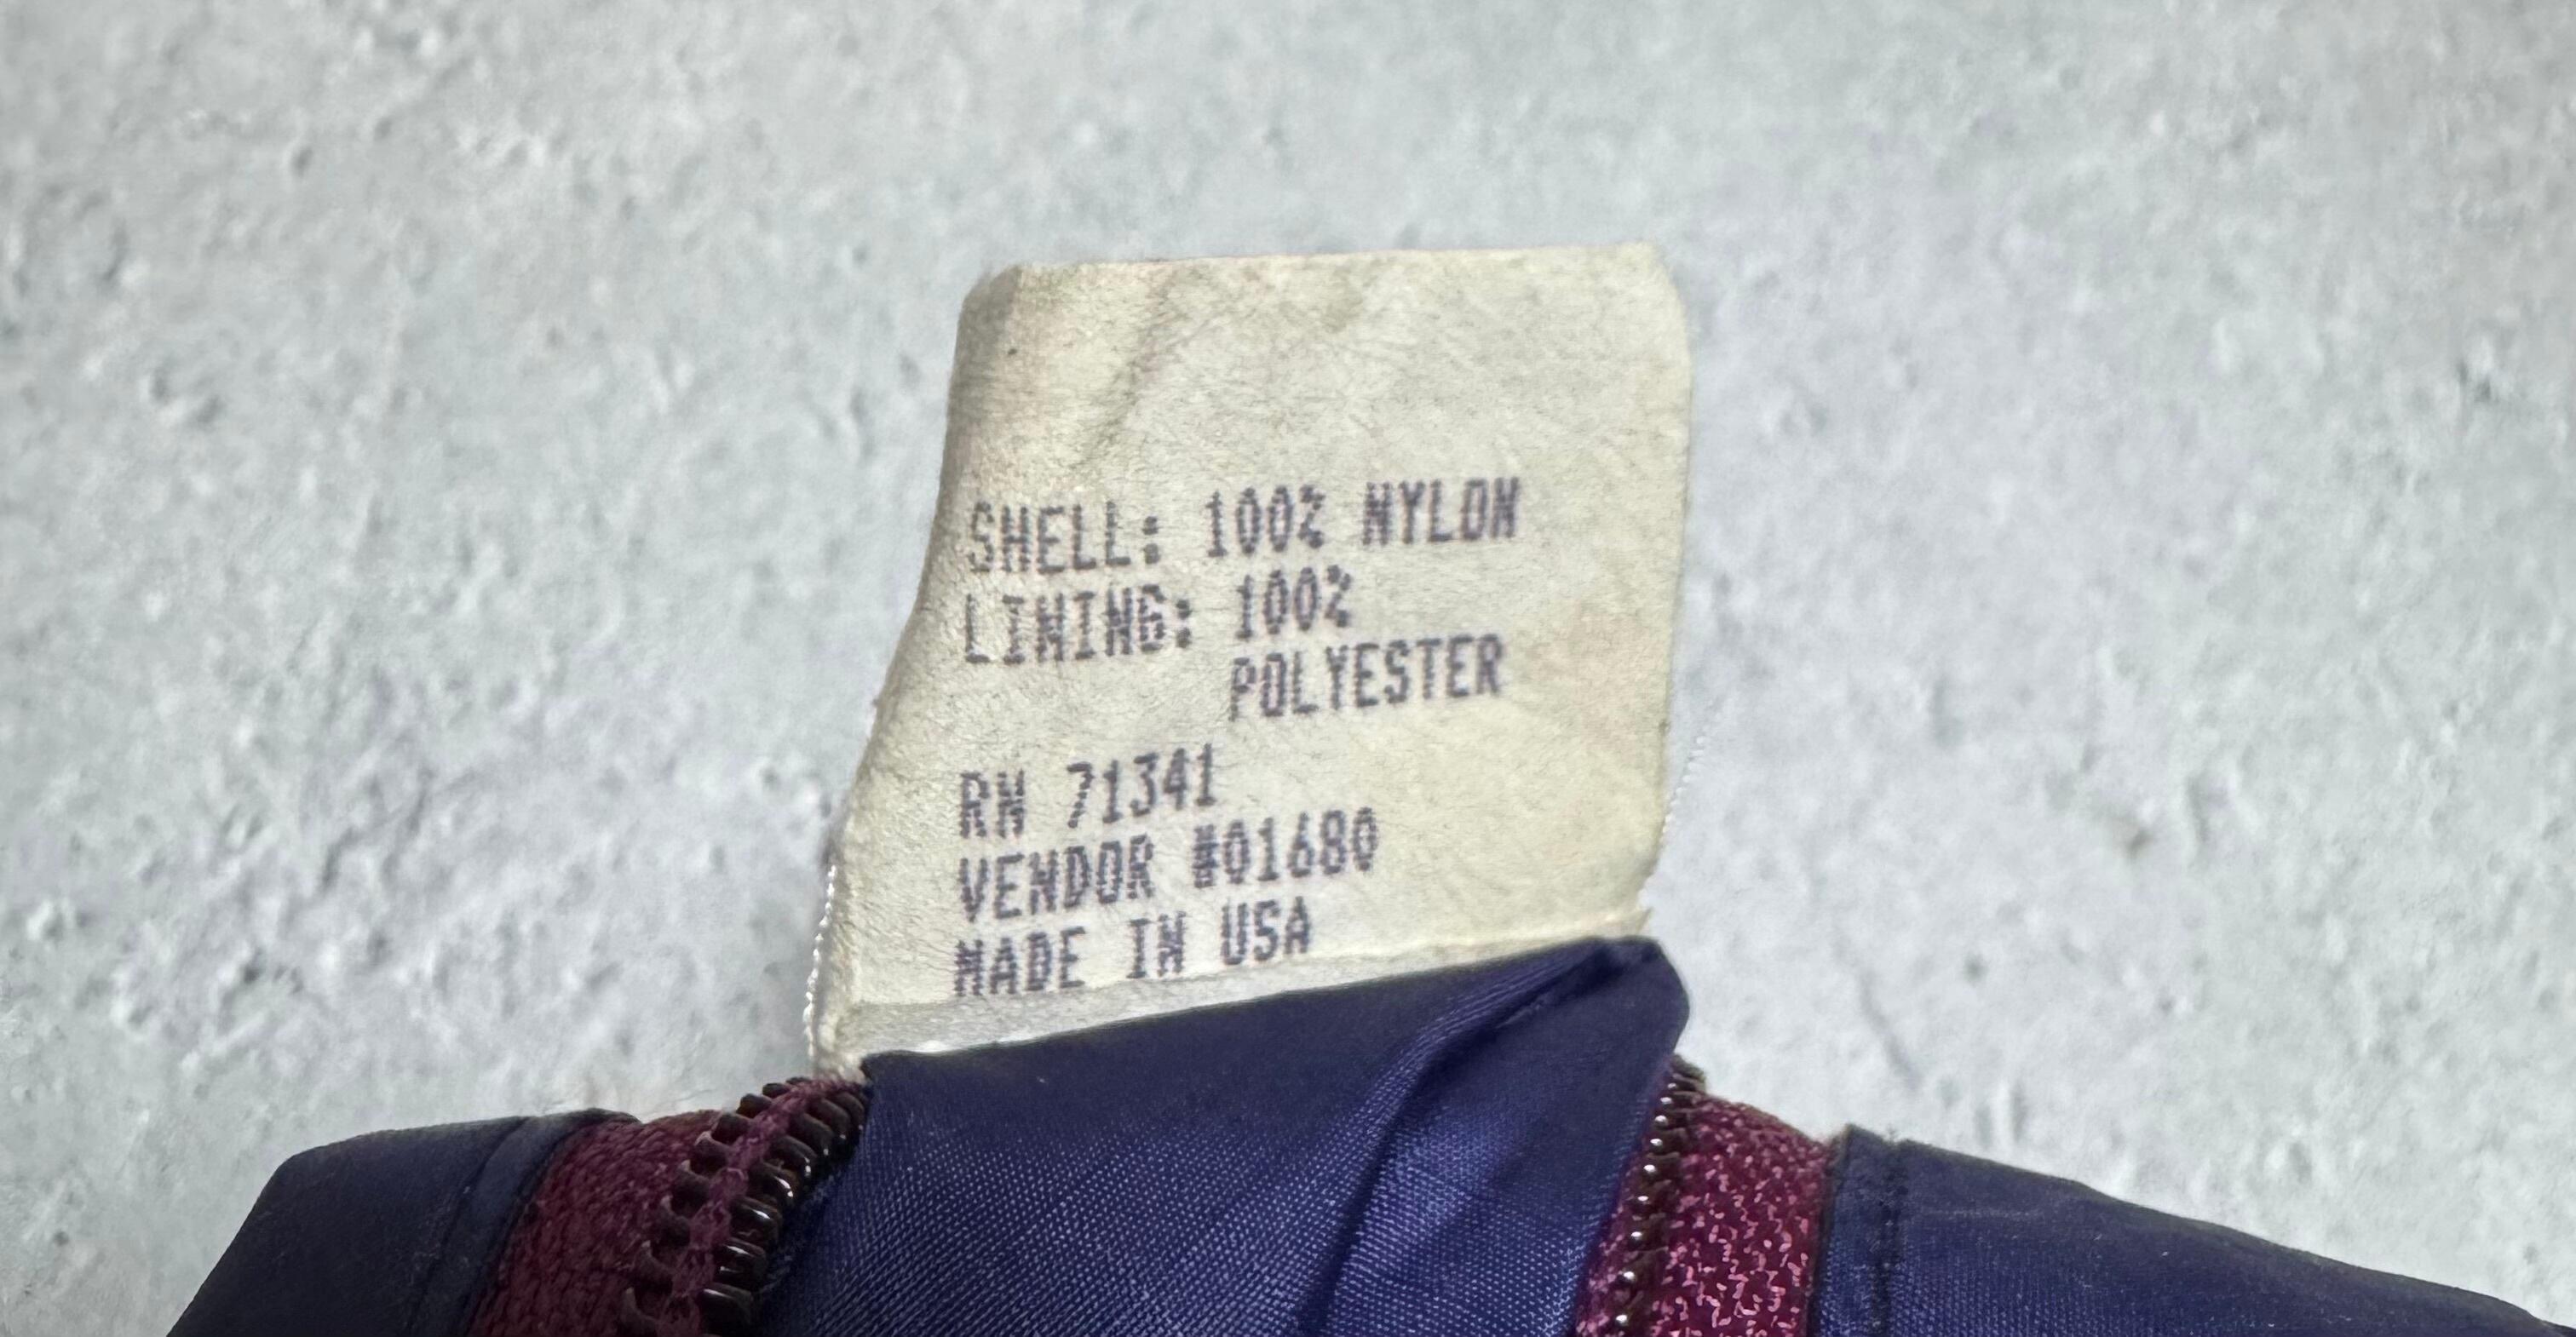 SHELL: 100% NYLON
LINING: 100%
POLYESTER
RN 71341
VENDOR #01680
MADE IN USA